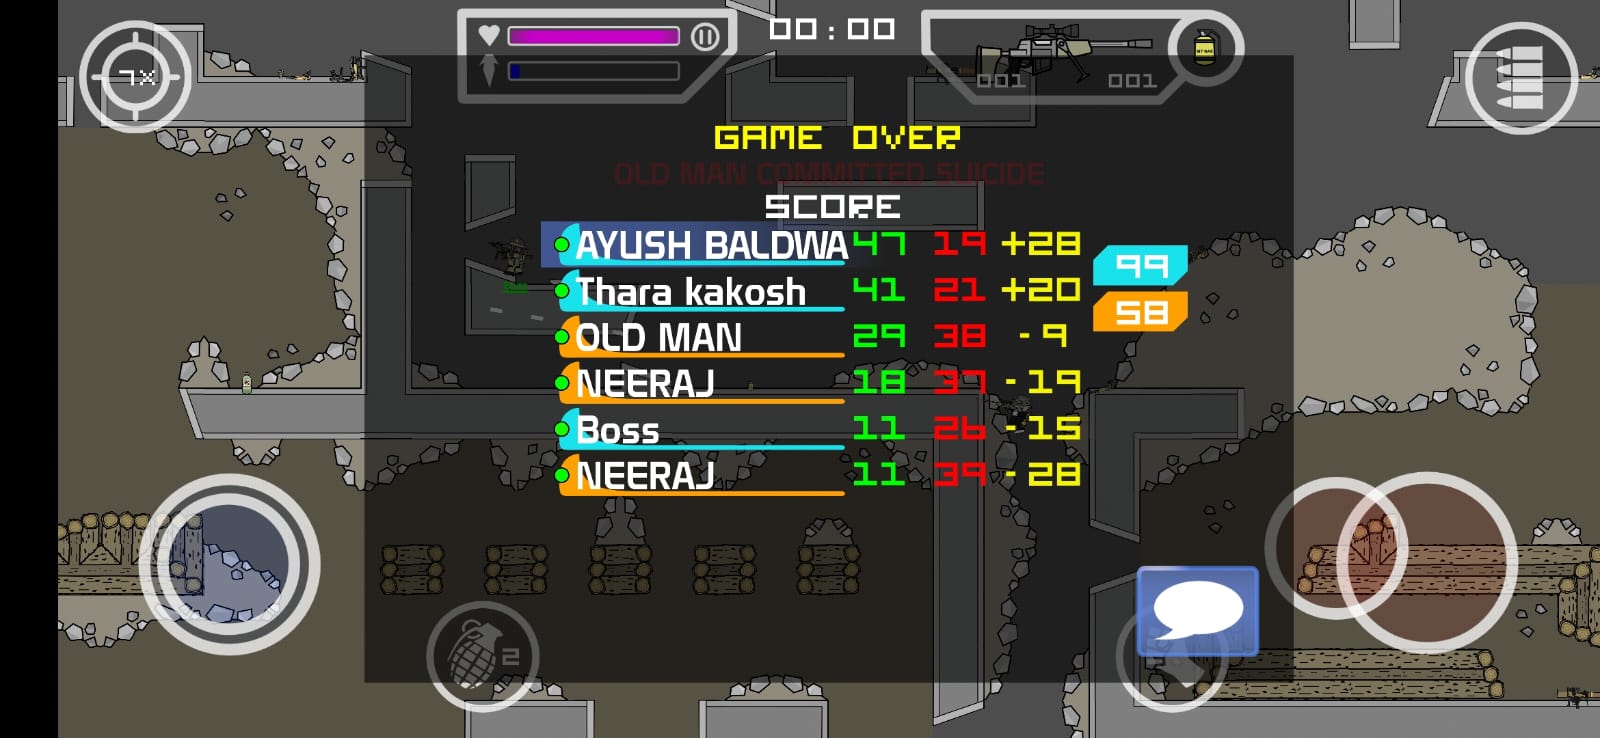 7X
00:00
001 001
GAME OVER
OLD MAN COMMITTED SUICIDE
SCORE
AYUSH BALDWA 47 19 +28
99
Thara kakosh 41 21 +20
58
OLD MAN 29 38 -9
NEERAJ 18 37 -19
Boss 11 26 -15
NEERAJ 11 39 -28
2